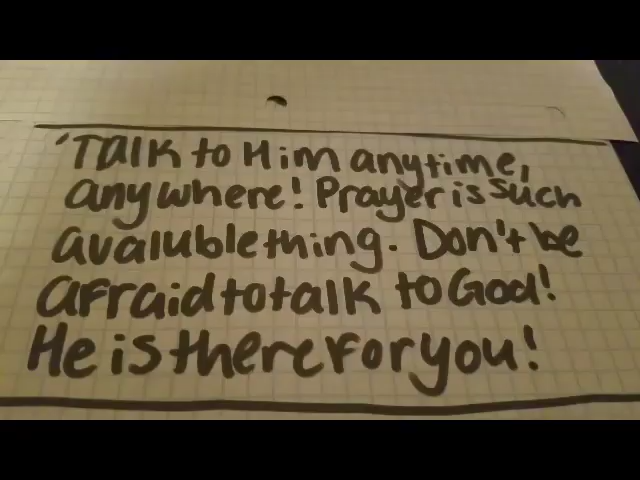 'Talk to Him anytime,
anywhere! Prayer is such
a valuble thing. Don't be
afraid to talk to God!
He is there for you!